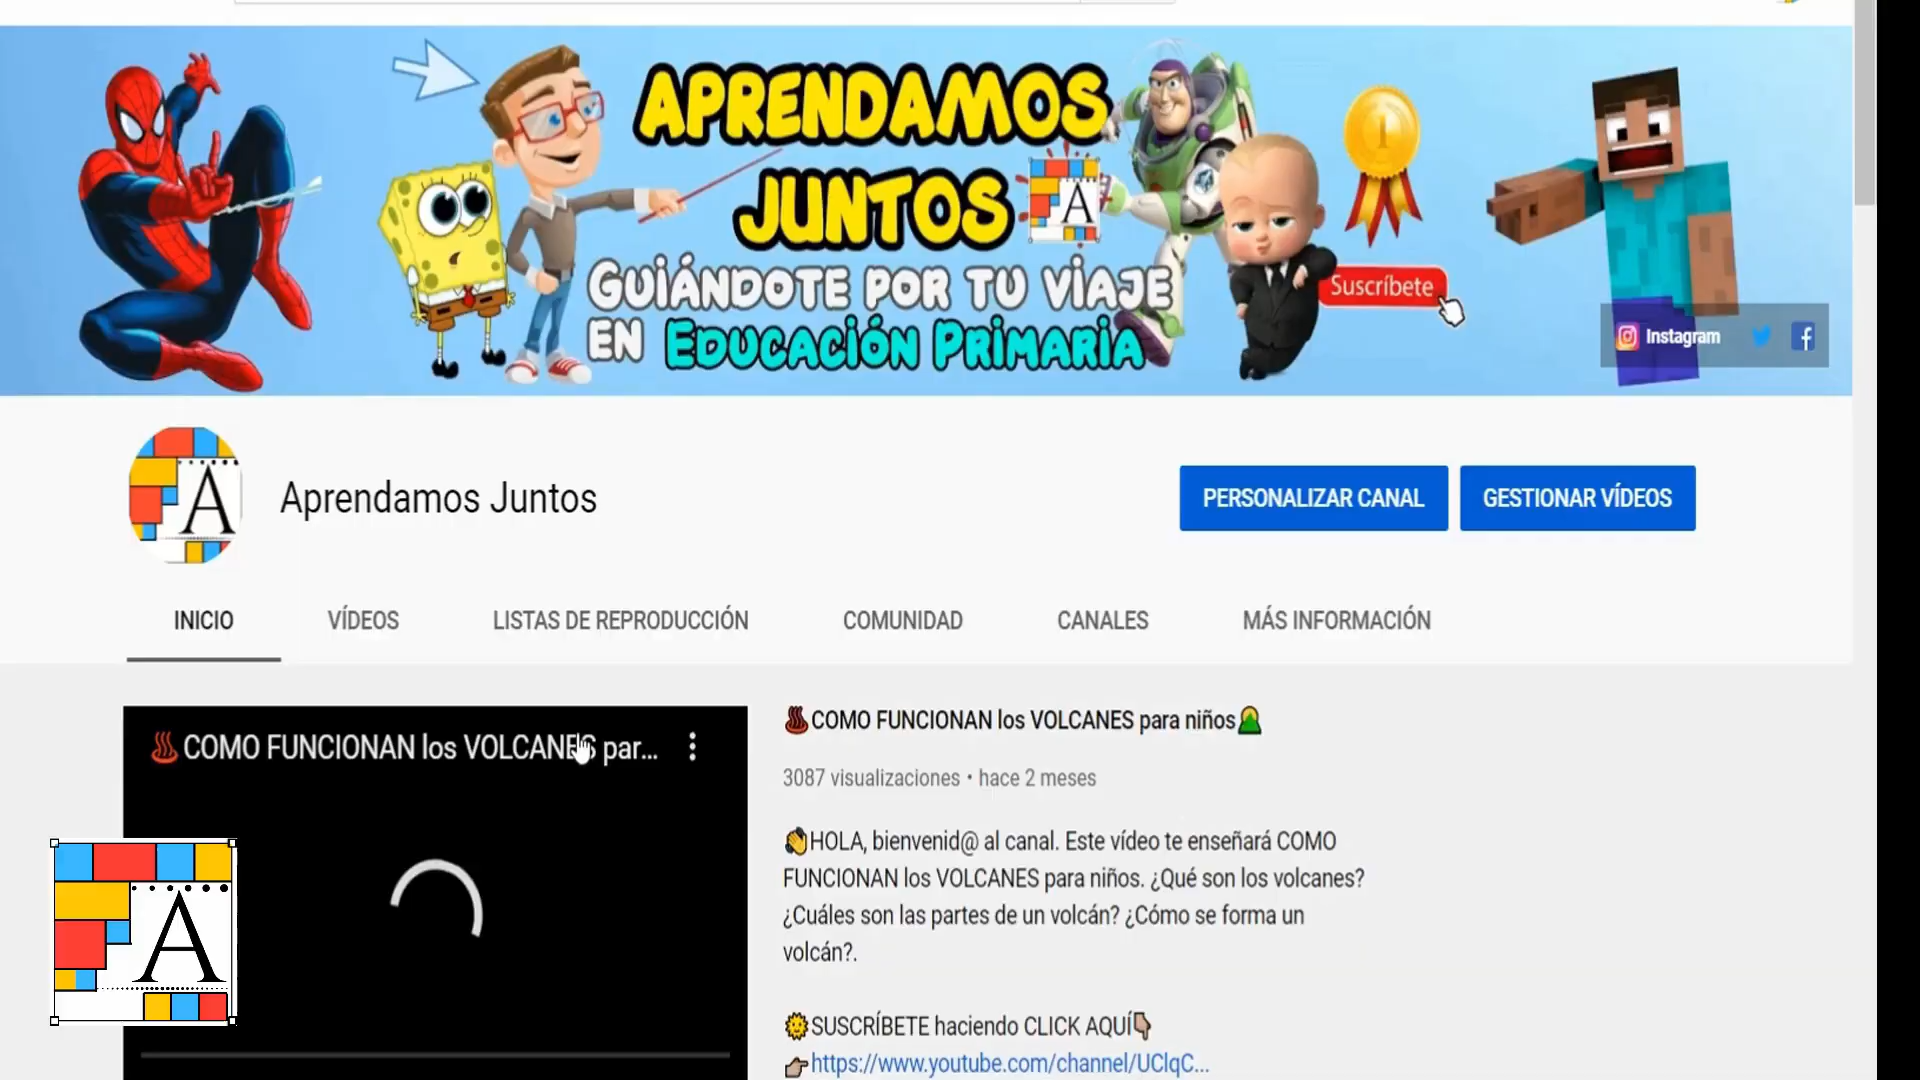 APRENDAMOS
JUNTOS
A
GUIÁNDOTE POR TU VIAJE
EN EDUCACIÓN PRIMARIA
1
Suscríbete
Instagram
A
Aprendamos Juntos
PERSONALIZAR CANAL
GESTIONAR VÍDEOS
INICIO
VÍDEOS
LISTAS DE REPRODUCCIÓN
COMUNIDAD
CANALES
MÁS INFORMACIÓN
COMO FUNCIONAN los VOLCANES par...
♨COMO FUNCIONAN los VOLCANES para niños🌋
3087 visualizaciones • hace 2 meses
👋HOLA, bienvenid@ al canal. Este vídeo te enseñará COMO
FUNCIONAN los VOLCANES para niños. ¿Qué son los volcanes?
¿Cuáles son las partes de un volcán? ¿Cómo se forma un
volcán?.
🌞SUSCRÍBETE haciendo CLICK AQUÍ👇
👉https://www.youtube.com/channel/UClqC...
A